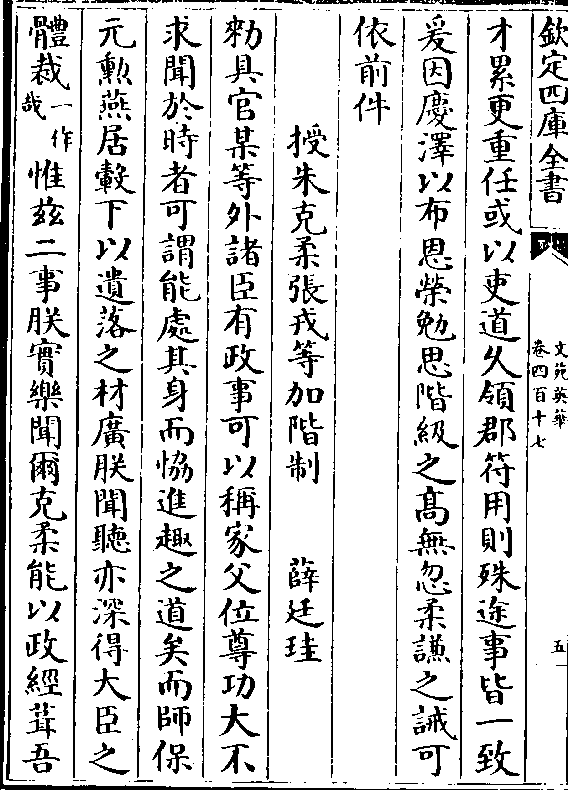 欽定四庫全書
文苑英華
卷四百十七
五
才累更重任或以吏道久領郡符用則殊途事皆一致
爰因慶澤以布恩榮勉思階級之髙無忽柔謙之誡可
依前件
授朱克柔張戎等加階制　薛廷珪
勑具官某等外諸臣有政事可以稱家父位尊功大不
求聞於時者可謂能處其身而恊進趣之道矣而師保
元勲燕居轂下以遺落之材廣朕聞聽亦深得大臣之
體裁一作哉惟兹二事朕實樂聞爾克柔能以政經葺吾